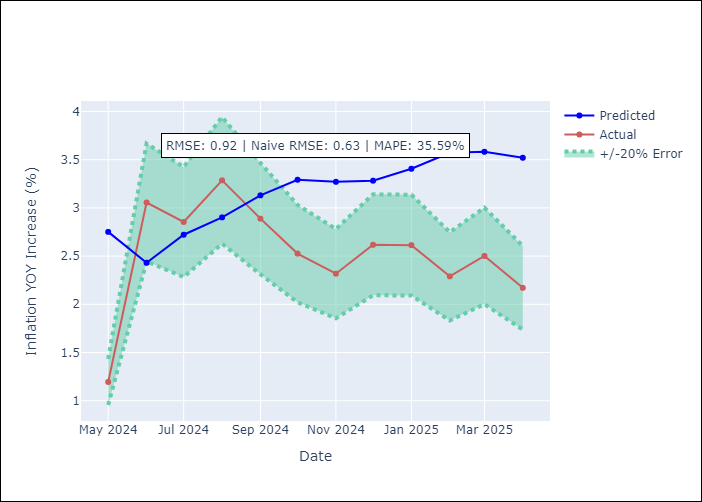 RMSE: 0.92 | Naive RMSE: 0.63 | MAPE: 35.59%
Predicted
Actual
+/-20% Error
Inflation YOY Increase (%)
4
3.5
3
2.5
2
1.5
1
May 2024
Jul 2024
Sep 2024
Nov 2024
Jan 2025
Mar 2025
Date